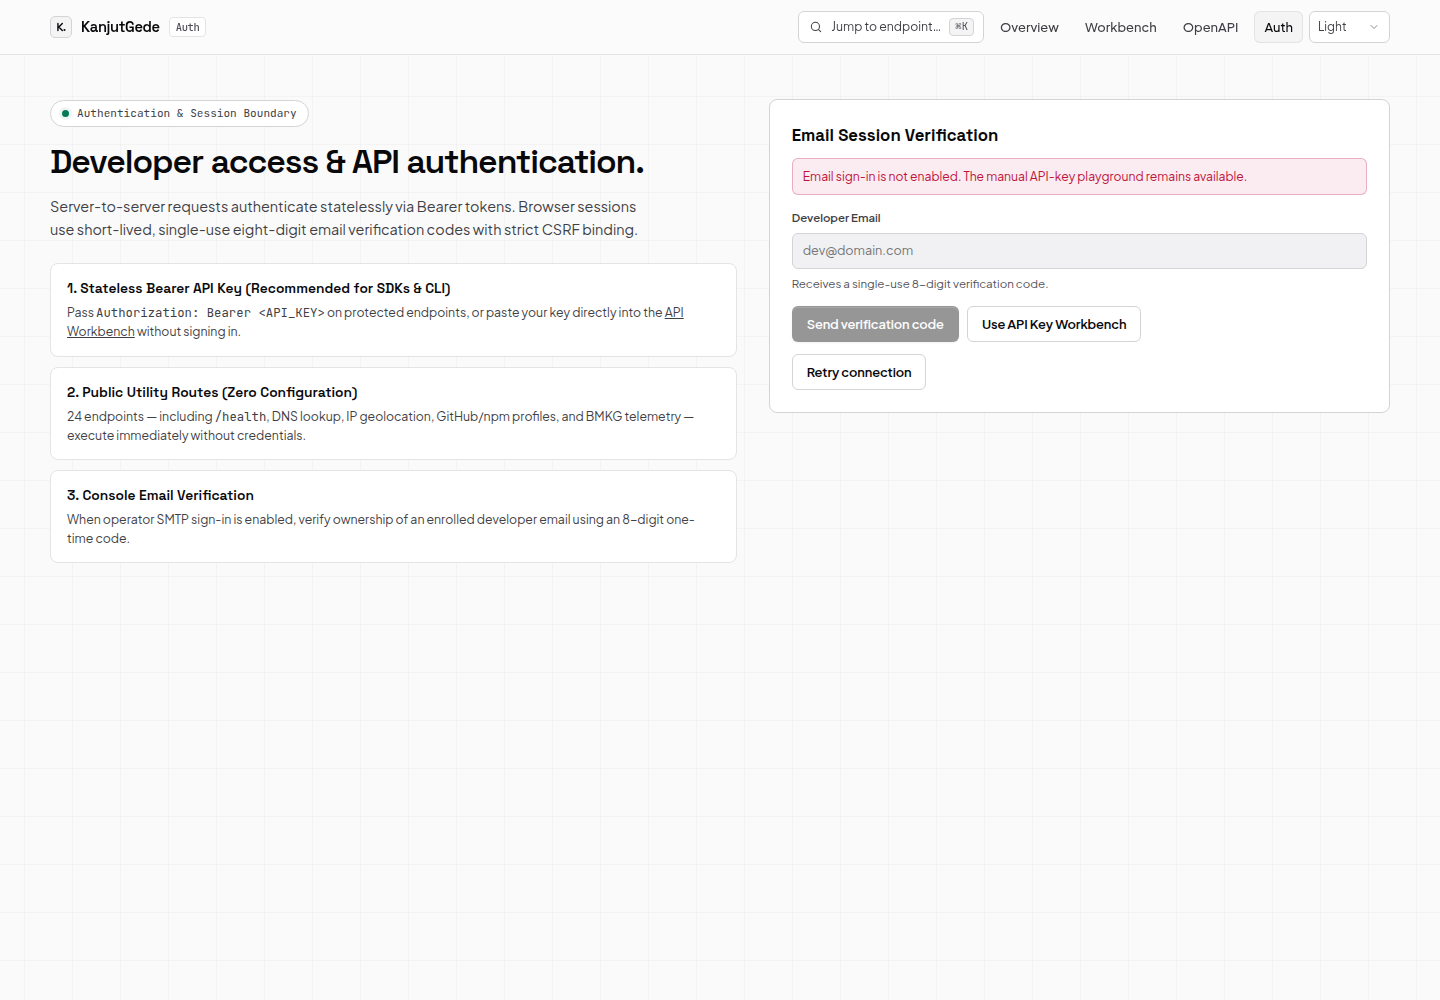 K. KanjutGede Auth
Jump to endpoint... ⌘K Overview Workbench OpenAPI Auth Light
Authentication & Session Boundary
Developer access & API authentication.
Server-to-server requests authenticate statelessly via Bearer tokens. Browser sessions
use short-lived, single-use eight-digit email verification codes with strict CSRF binding.
1. Stateless Bearer API Key (Recommended for SDKs & CLI)
Pass Authorization: Bearer <API_KEY> on protected endpoints, or paste your key directly into the API
Workbench without signing in.
2. Public Utility Routes (Zero Configuration)
24 endpoints — including /health, DNS lookup, IP geolocation, GitHub/npm profiles, and BMKG telemetry —
execute immediately without credentials.
3. Console Email Verification
When operator SMTP sign-in is enabled, verify ownership of an enrolled developer email using an 8-digit one-
time code.
Email Session Verification
Email sign-in is not enabled. The manual API-key playground remains available.
Developer Email
dev@domain.com
Receives a single-use 8-digit verification code.
Send verification code Use API Key Workbench
Retry connection